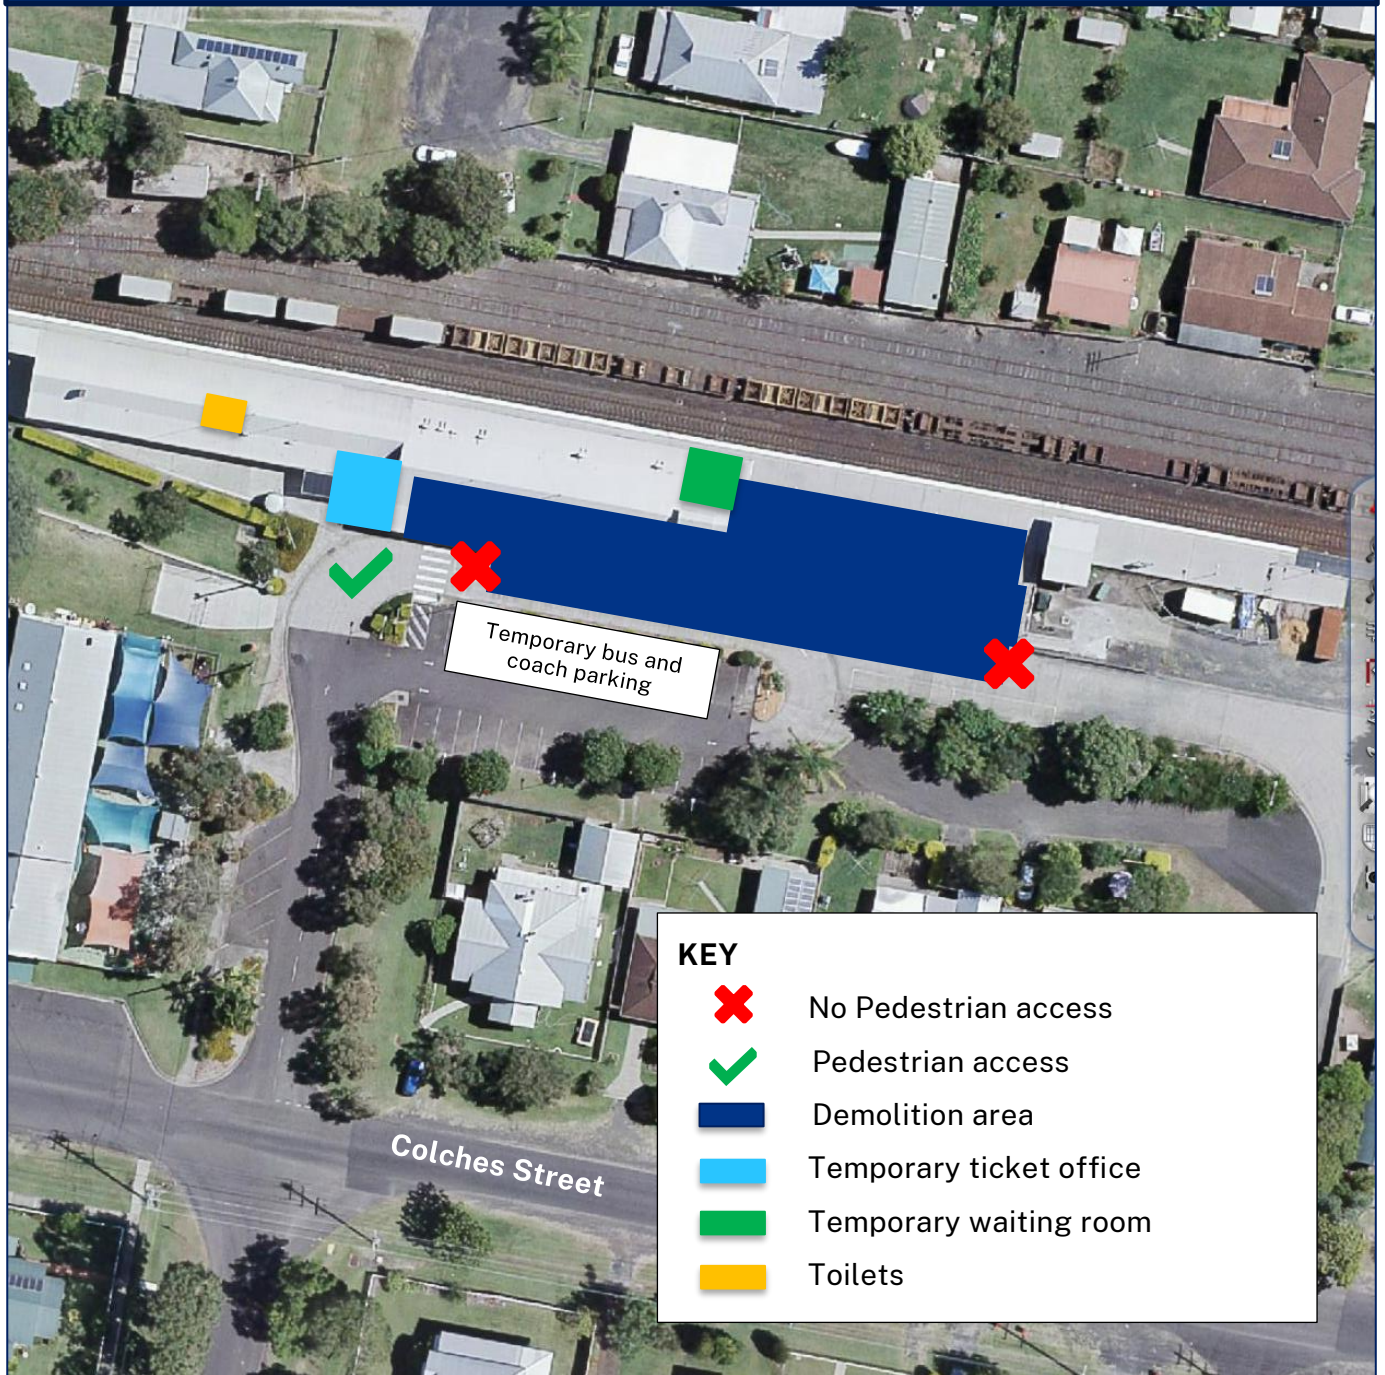 Temporary bus and
coach parking
KEY
No Pedestrian access
Pedestrian access
Demolition area
Temporary ticket office
Temporary waiting room
Toilets
Colches Street